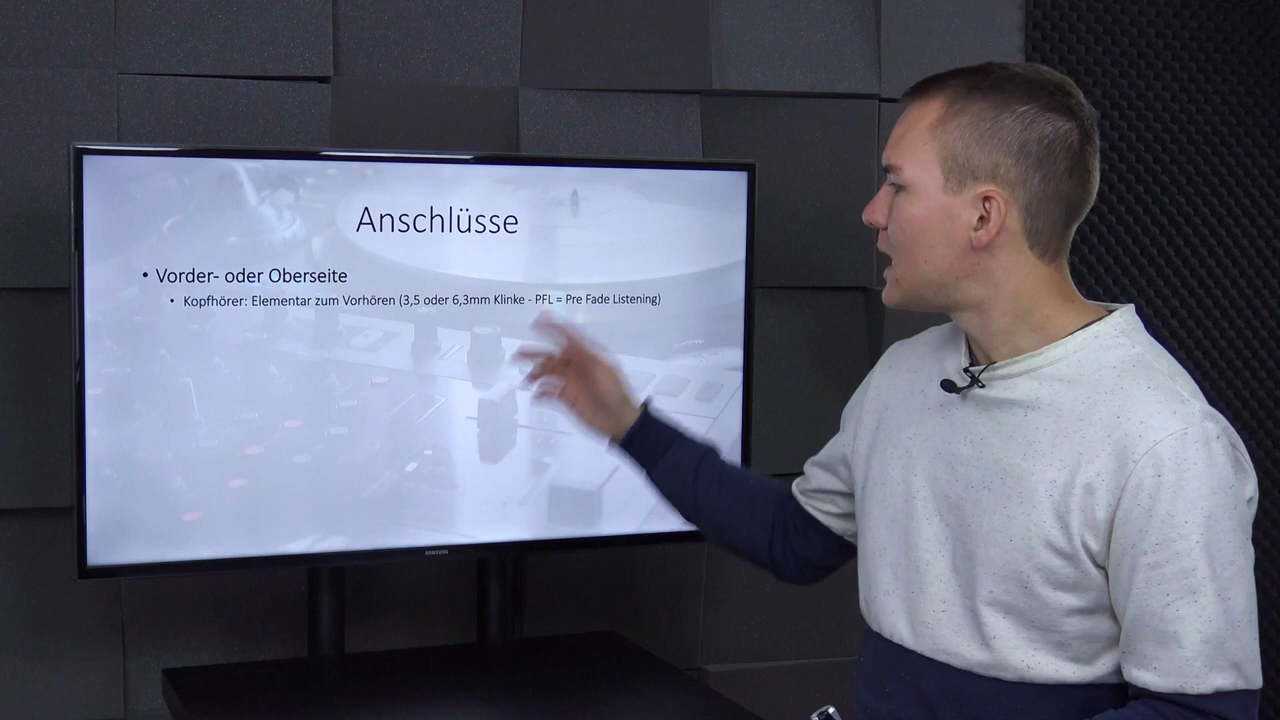 Anschlüsse
• Vorder- oder Oberseite
• Kopfhörer: Elementar zum Vorhören (3,5 oder 6,3mm Klinke - PFL = Pre Fade Listening)
SAMSUNG